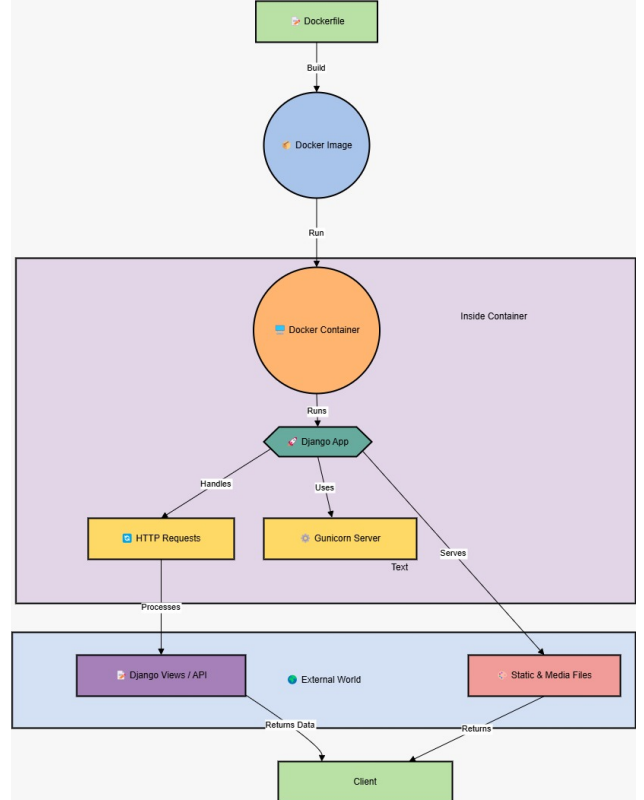 Dockerfile
Build
Docker Image
Run
Inside Container
Docker Container
Runs
Django App
Handles
Uses
HTTP Requests
Gunicorn Server
Serves
Text
Processes
Django Views / API
External World
Static & Media Files
Returns Data
Returns
Client